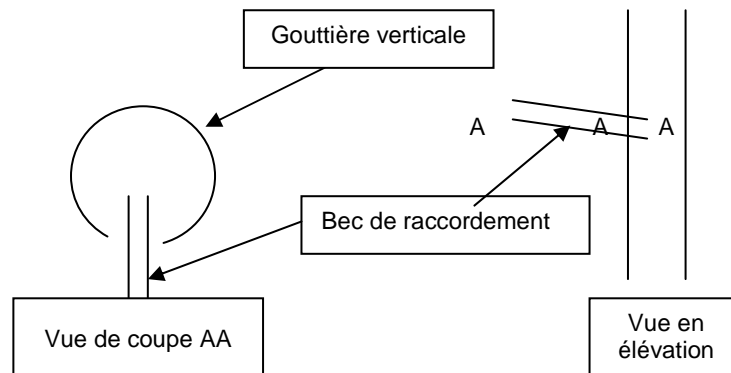 Gouttière verticale
A A A
Bec de raccordement
Vue de coupe AA
Vue en
élévation